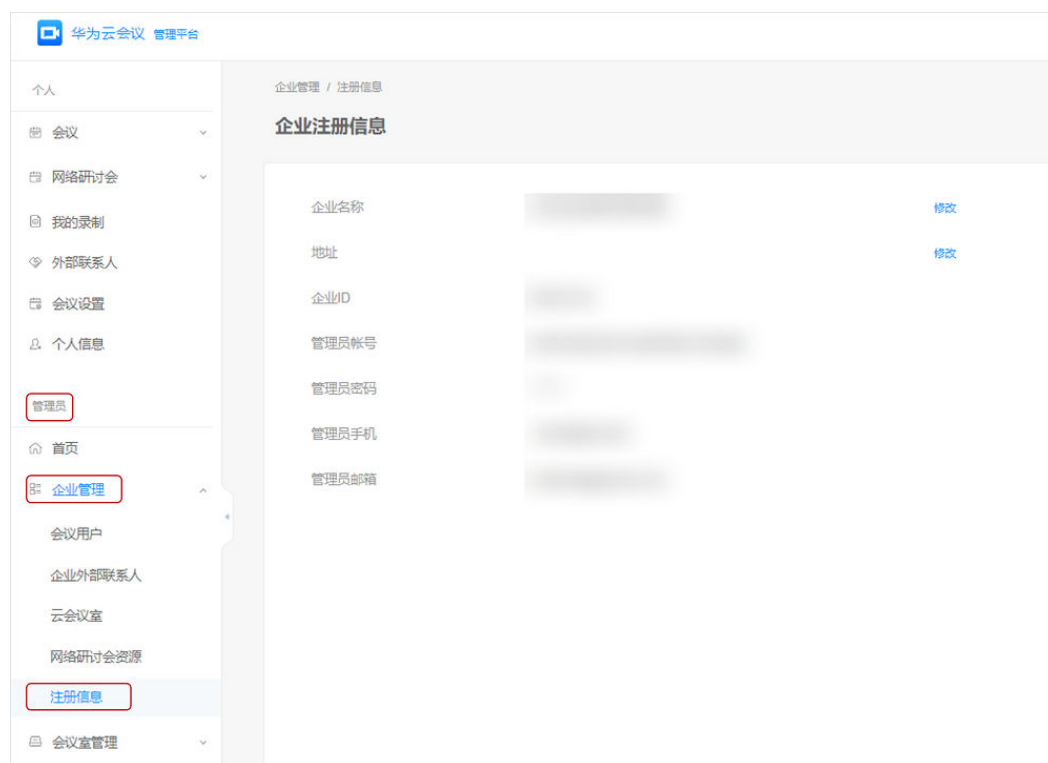 华为云会议 管理平台
个人
会议
网络研讨会
我的录制
外部联系人
会议设置
个人信息
管理员
首页
企业管理
会议用户
企业外部联系人
云会议室
网络研讨会资源
注册信息
会议室管理
企业管理 / 注册信息
企业注册信息
企业名称 修改
地址 修改
企业ID
管理员帐号
管理员密码
管理员手机
管理员邮箱